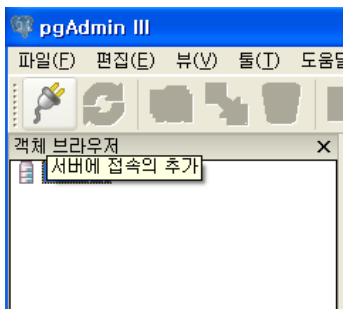 pgAdmin III
파일(F) 편집(E) 뷰(V) 툴(T) 도움말
객체 브라우저
서버에 접속의 추가